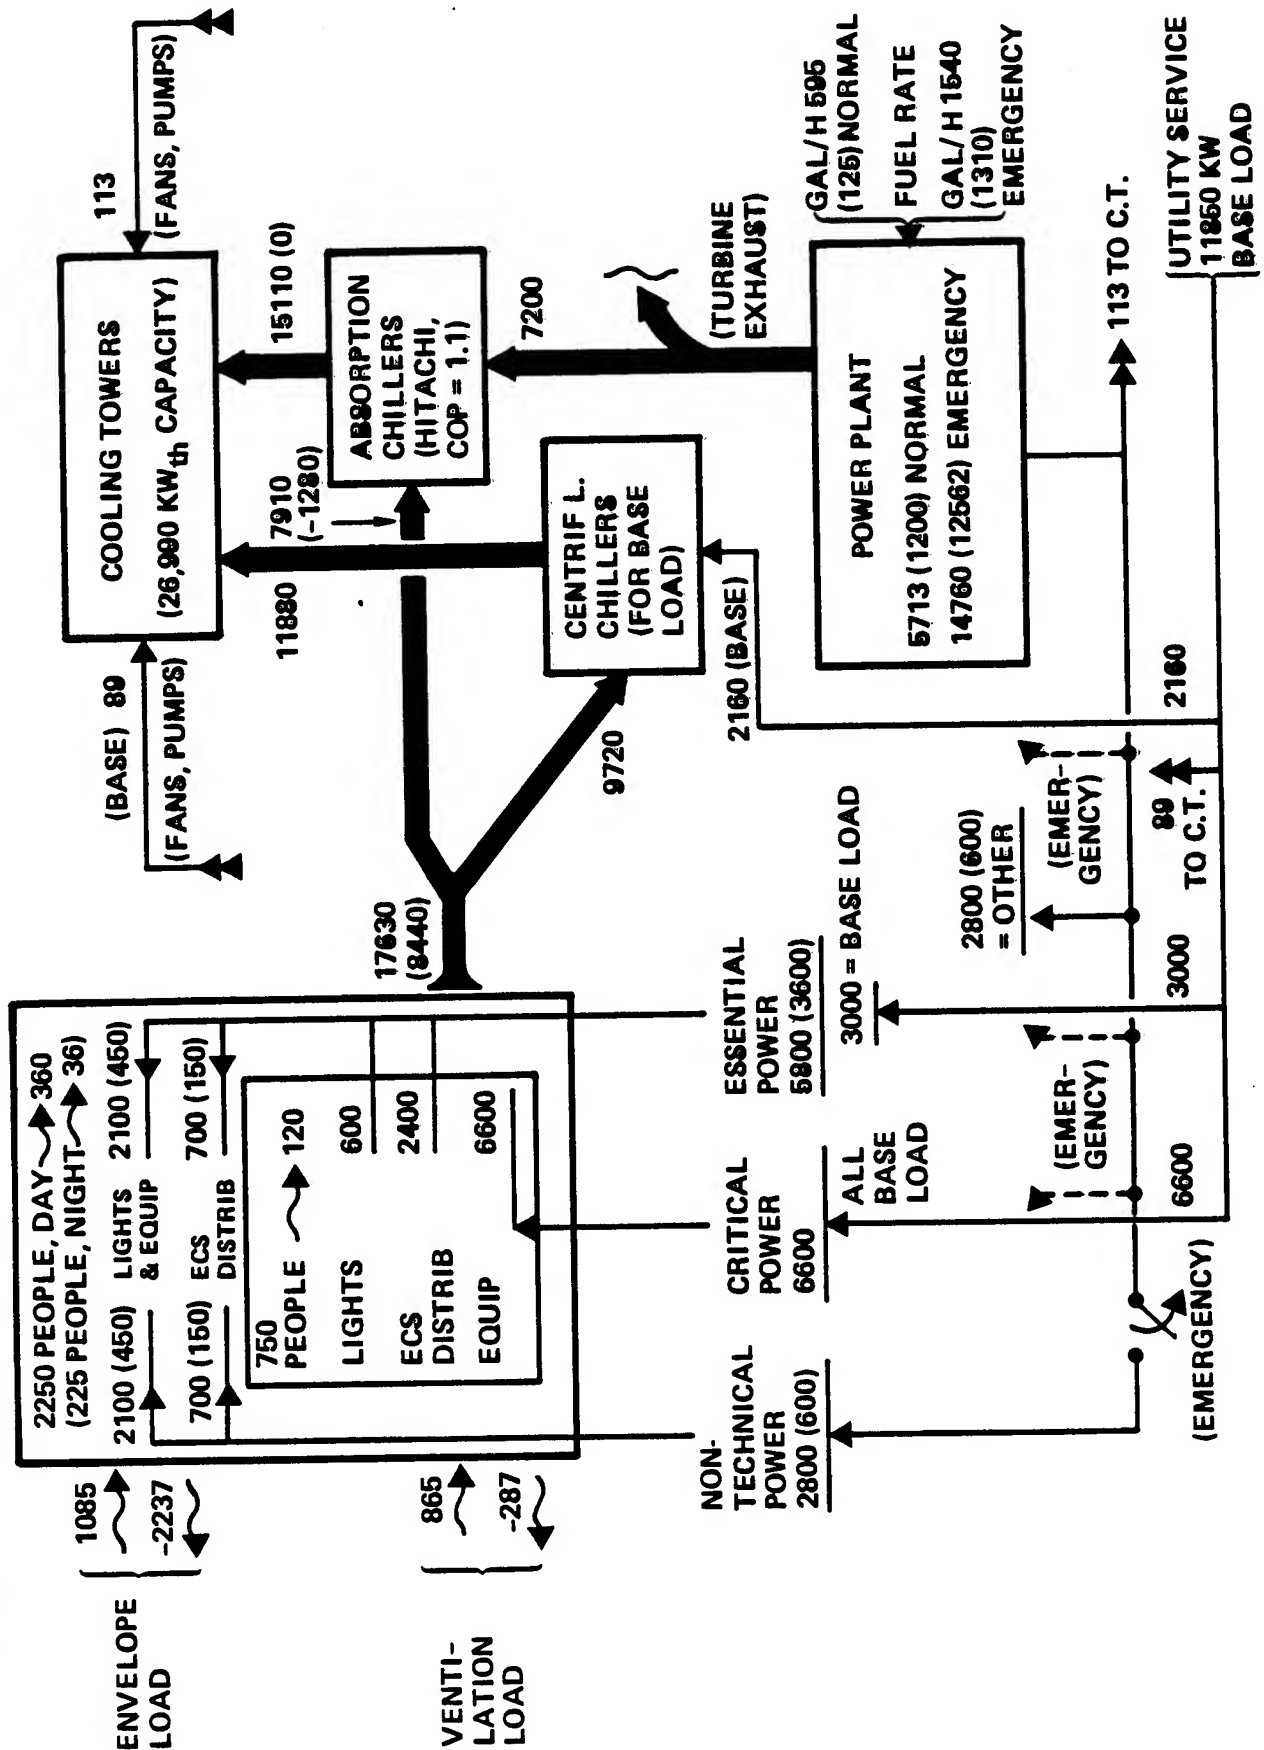 ENVELOPE
LOAD
1085
-2237
VENTI-
LATION
LOAD
865
-287
2250 PEOPLE, DAY 360
(225 PEOPLE, NIGHT 36)
2100 (450) LIGHTS 2100 (450)
& EQUIP
700 (150) ECS 700 (150)
DISTRIB
750
PEOPLE 120
LIGHTS 600
ECS 2400
DISTRIB
EQUIP 6600
17630
(8440)
NON-
TECHNICAL
POWER
2800 (600)
CRITICAL
POWER
6600
ALL
BASE
LOAD
ESSENTIAL
POWER
5800 (3600)
3000 = BASE LOAD
2800 (600)
= OTHER
(EMER-
GENCY)
(EMER-
GENCY)
(EMERGENCY)
6600
3000
89
TO C.T.
2160
(BASE) 89
(FANS, PUMPS)
COOLING TOWERS
(26,990 KWth CAPACITY)
113
(FANS, PUMPS)
11880
7910
(-1280)
15110 (0)
ABSORPTION
CHILLERS
(HITACHI,
COP = 1.1)
9720
CENTRIF L.
CHILLERS
(FOR BASE
LOAD)
2160 (BASE)
7200
(TURBINE
EXHAUST)
POWER PLANT
5713 (1200) NORMAL
14760 (12562) EMERGENCY
GAL/H 595
(125) NORMAL
FUEL RATE
GAL/H 1540
(1310)
EMERGENCY
113 TO C.T.
UTILITY SERVICE
11850 KW
BASE LOAD